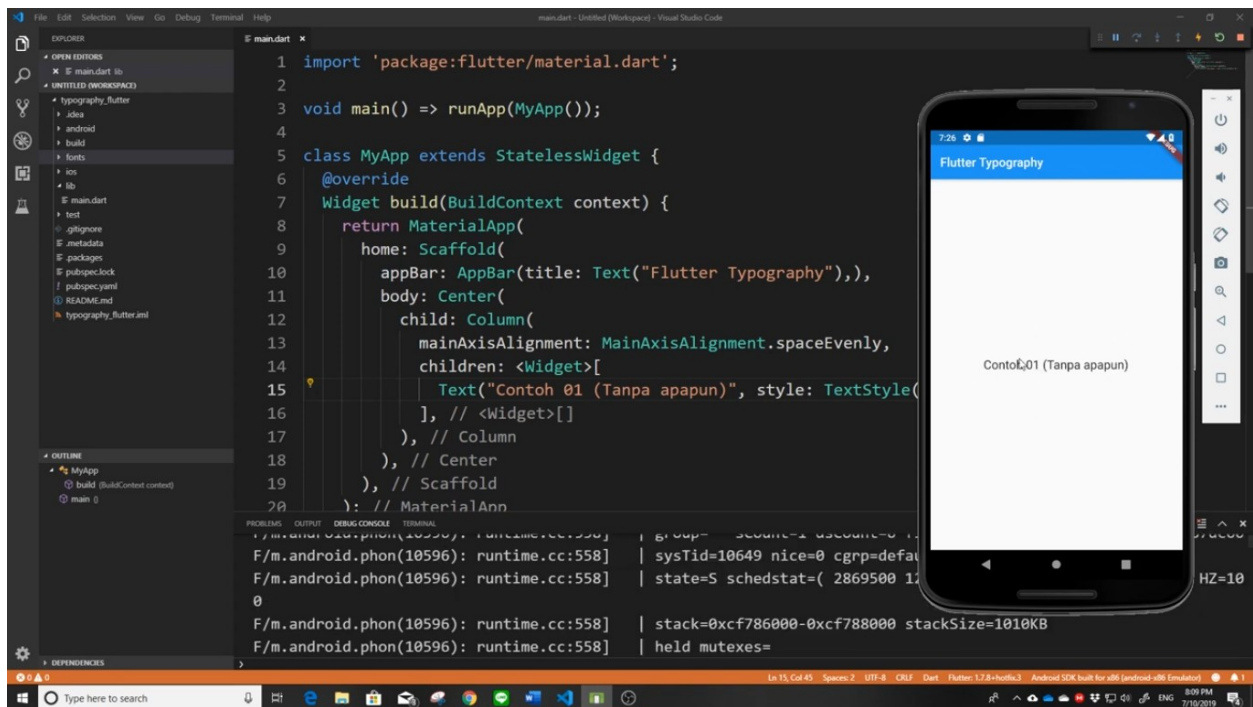 File Edit Selection View Go Debug Terminal Help
main.dart - Untitled (Workspace) - Visual Studio Code
EXPLORER
OPEN EDITORS
main.dart lib
UNTITLED (WORKSPACE)
typography_flutter
.idea
android
build
fonts
ios
lib
main.dart
test
.gitignore
.metadata
.packages
pubspec.lock
pubspec.yaml
README.md
typography_flutter.iml
OUTLINE
MyApp
build (BuildContext context)
main ()
DEPENDENCIES
main.dart
1 import 'package:flutter/material.dart';
2
3 void main() => runApp(MyApp());
4
5 class MyApp extends StatelessWidget {
6 @override
7 Widget build(BuildContext context) {
8 return MaterialApp(
9 home: Scaffold(
10 appBar: AppBar(title: Text("Flutter Typography"),),
11 body: Center(
12 child: Column(
13 mainAxisAlignment: MainAxisAlignment.spaceEvenly,
14 children: <Widget>[
15 Text("Contoh 01 (Tanpa apapun)", style: TextStyle(
16 ], // <Widget>[]
17 ), // Column
18 ), // Center
19 ), // Scaffold
20 ); // MaterialApp
PROBLEMS OUTPUT DEBUG CONSOLE TERMINAL
F/m.android.phon(10596): runtime.cc:558]
F/m.android.phon(10596): runtime.cc:558] | sysTid=10649 nice=0 cgrp=defau
F/m.android.phon(10596): runtime.cc:558] | state=S schedstat=( 2869500 12 HZ=10
0
F/m.android.phon(10596): runtime.cc:558] | stack=0xcf786000-0xcf788000 stackSize=1010KB
F/m.android.phon(10596): runtime.cc:558] | held mutexes=
7:26
Flutter Typography
Contoh 01 (Tanpa apapun)
0 0 Ln 15, Col 45 Spaces: 2 UTF-8 CRLF Dart Flutter: 1.7.8+hotfix.3 Android SDK built for x86 (android-x86 Emulator) 1
Type here to search
ENG
8:09 PM
7/10/2019